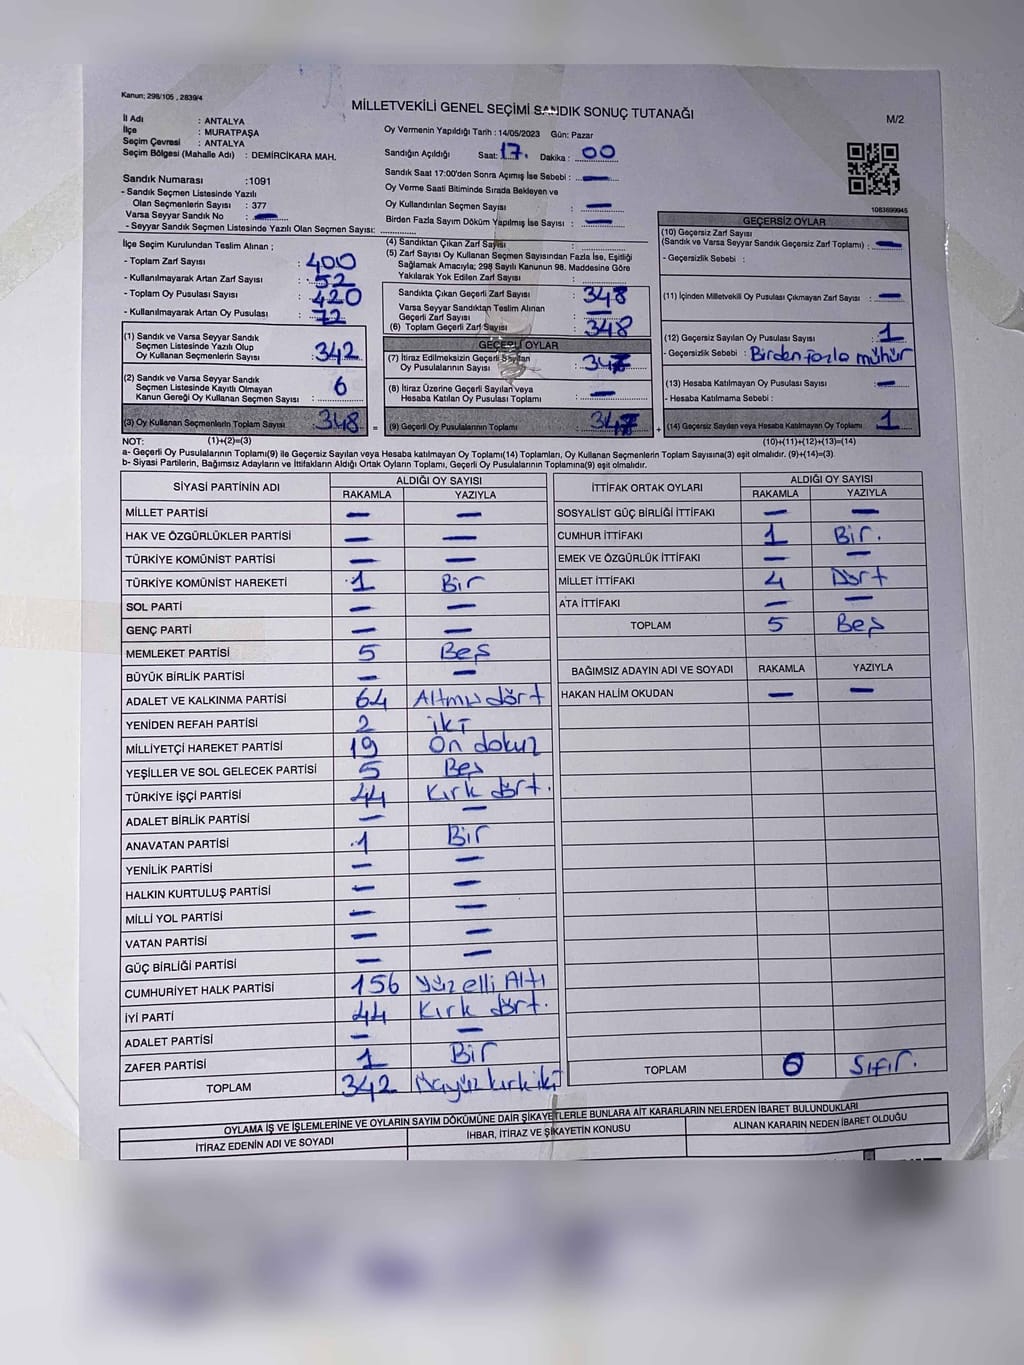 Kanun: 298/105 , 2839/4
MİLLETVEKİLİ GENEL SEÇİMİ SANDIK SONUÇ TUTANAĞI
M/2
İl Adı : ANTALYA
İlçe : MURATPAŞA
Seçim Çevresi : ANTALYA
Seçim Bölgesi (Mahalle Adı) : DEMİRCİKARA MAH.
Oy Vermenin Yapıldığı Tarih : 14/05/2023 Gün: Pazar
Sandığın Açıldığı Saat: 17. Dakika : 00
Sandık Saat 17:00'den Sonra Açımış İse Sebebi : —
Oy Verme Saati Bitiminde Sırada Bekleyen ve
Oy Kullandırılan Seçmen Sayısı : —
Birden Fazla Sayım Döküm Yapılmış İse Sayısı : —
1083699945
Sandık Numarası :1091
- Sandık Seçmen Listesinde Yazılı
Olan Seçmenlerin Sayısı : 377
Varsa Seyyar Sandık No : —
- Seyyar Sandık Seçmen Listesinde Yazılı Olan Seçmen Sayısı:
İlçe Seçim Kurulundan Teslim Alınan ;
- Toplam Zarf Sayısı : 400
- Kullanılmayarak Artan Zarf Sayısı : 52
- Toplam Oy Pusulası Sayısı : 420
- Kullanılmayarak Artan Oy Pusulası : 72
(1) Sandık ve Varsa Seyyar Sandık
Seçmen Listesinde Yazılı Olup
Oy Kullanan Seçmenlerin Sayısı : 342
(2) Sandık ve Varsa Seyyar Sandık
Seçmen Listesinde Kayıtlı Olmayan
Kanun Gereği Oy Kullanan Seçmen Sayısı : 6
(3) Oy Kullanan Seçmenlerin Toplam Sayısı : 348 =
(4) Sandıktan Çıkan Zarf Sayısı :
(5) Zarf Sayısı Oy Kullanan Seçmen Sayısından Fazla İse, Eşitliği
Sağlamak Amacıyla; 298 Sayılı Kanunun 98. Maddesine Göre
Yakılarak Yok Edilen Zarf Sayısı :
Sandıkta Çıkan Geçerli Zarf Sayısı : 348
Varsa Seyyar Sandıktan Teslim Alınan
Geçerli Zarf Sayısı : —
(6) Toplam Geçerli Zarf Sayısı : 348
GEÇERLİ OYLAR
(7) İtiraz Edilmeksizin Geçerli Sayılan
Oy Pusulalarının Sayısı : 347
(8) İtiraz Üzerine Geçerli Sayılan veya
Hesaba Katılan Oy Pusulası Toplamı : —
(9) Geçerli Oy Pusulalarının Toplamı : 347 +
GEÇERSİZ OYLAR
(10) Geçersiz Zarf Sayısı
(Sandık ve Varsa Seyyar Sandık Geçersiz Zarf Toplamı) : —
- Geçersizlik Sebebi :
(11) İçinden Milletvekili Oy Pusulası Çıkmayan Zarf Sayısı : —
(12) Geçersiz Sayılan Oy Pusulası Sayısı : 1
- Geçersizlik Sebebi : Birden fazla mühür
(13) Hesaba Katılmayan Oy Pusulası Sayısı : —
- Hesaba Katılmama Sebebi :
(14) Geçersiz Sayılan veya Hesaba Katılmayan Oy Toplamı : 1
NOT: (1)+(2)=(3) (10)+(11)+(12)+(13)=(14)
a- Geçerli Oy Pusulalarının Toplamı(9) ile Geçersiz Sayılan veya Hesaba Katılmayan Oy Toplamı(14) Toplamları, Oy Kullanan Seçmenlerin Toplam Sayısına(3) eşit olmalıdır. (9)+(14)=(3).
b- Siyasi Partilerin, Bağımsız Adayların ve İttifakların Aldığı Ortak Oyların Toplamı, Geçerli Oy Pusulalarının Toplamına(9) eşit olmalıdır.
SİYASİ PARTİNİN ADI ALDIĞI OY SAYISI
RAKAMLA YAZIYLA
MİLLET PARTİSİ — —
HAK VE ÖZGÜRLÜKLER PARTİSİ — —
TÜRKİYE KOMÜNİST PARTİSİ — —
TÜRKİYE KOMÜNİST HAREKETİ 1 Bir
SOL PARTİ — —
GENÇ PARTİ — —
MEMLEKET PARTİSİ 5 Beş
BÜYÜK BİRLİK PARTİSİ — —
ADALET VE KALKINMA PARTİSİ 64 Altmış dört
YENİDEN REFAH PARTİSİ 2 iki
MİLLİYETÇİ HAREKET PARTİSİ 19 On dokuz
YEŞİLLER VE SOL GELECEK PARTİSİ 5 Beş
TÜRKİYE İŞÇİ PARTİSİ 44 Kırk dört.
ADALET BİRLİK PARTİSİ — —
ANAVATAN PARTİSİ 1 Bir
YENİLİK PARTİSİ — —
HALKIN KURTULUŞ PARTİSİ — —
MİLLİ YOL PARTİSİ — —
VATAN PARTİSİ — —
GÜÇ BİRLİĞİ PARTİSİ — —
CUMHURİYET HALK PARTİSİ 156 Yüz elli Altı
İYİ PARTİ 44 Kırk dört.
ADALET PARTİSİ — —
ZAFER PARTİSİ 1 Bir
TOPLAM 342 Üçyüz kırk iki
İTTİFAK ORTAK OYLARI ALDIĞI OY SAYISI
RAKAMLA YAZIYLA
SOSYALİST GÜÇ BİRLİĞİ İTTİFAKI — —
CUMHUR İTTİFAKI 1 Bir.
EMEK VE ÖZGÜRLÜK İTTİFAKI — —
MİLLET İTTİFAKI 4 Dört
ATA İTTİFAKI — —
TOPLAM 5 Beş
BAĞIMSIZ ADAYIN ADI VE SOYADI RAKAMLA YAZIYLA
HAKAN HALİM OKUDAN — —
TOPLAM 0 Sıfır.
OYLAMA İŞ VE İŞLEMLERİNE VE OYLARIN SAYIM DÖKÜMÜNE DAİR ŞİKAYETLERLE BUNLARA AİT KARARLARIN NELERDEN İBARET BULUNDUKLARI
İTİRAZ EDENİN ADI VE SOYADI İHBAR, İTİRAZ VE ŞİKAYETİN KONUSU ALINAN KARARIN NEDEN İBARET OLDUĞU